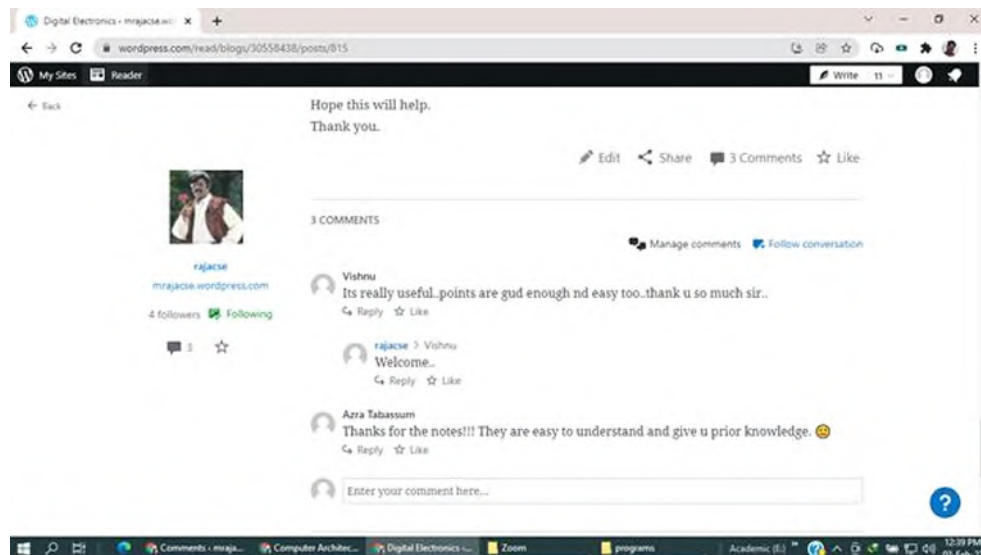 Digital Electronics ‹ mrajacse.wo
wordpress.com/read/blogs/30558438/posts/815
My Sites Reader Write 11
Back
Hope this will help.
Thank you.
Edit Share 3 Comments Like
3 COMMENTS
Manage comments Follow conversation
rajacse
mrajacse.wordpress.com
4 followers Following
3
Vishnu
Its really useful..points are gud enough nd easy too..thank u so much sir..
Reply Like
rajacse > Vishnu
Welcome..
Reply Like
Azra Tabassum
Thanks for the notes!!! They are easy to understand and give u prior knowledge.
Reply Like
Enter your comment here...
?
Comments ‹ mraja... Computer Architec... Digital Electronics ‹... Zoom programs Academic (E:) 12:39 PM